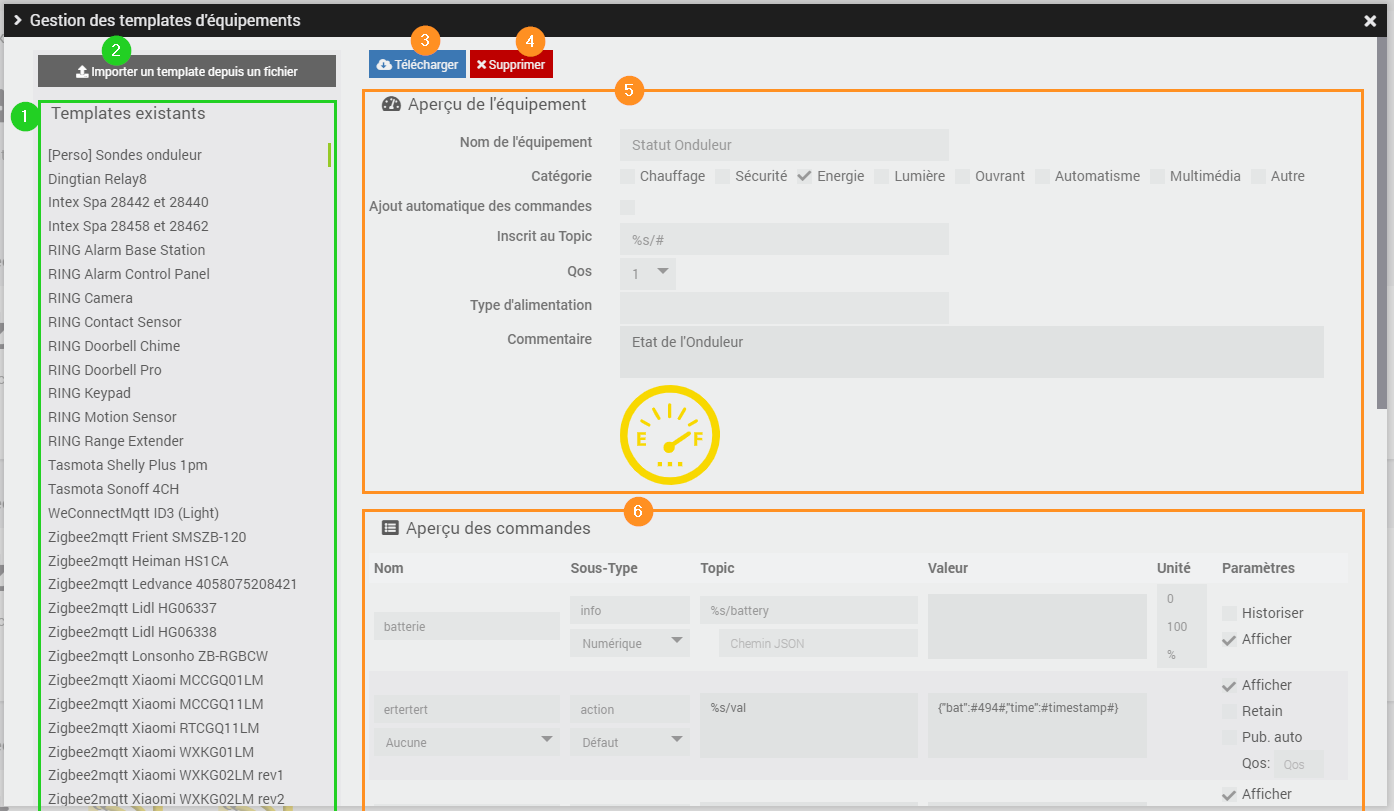 Gestion des templates d'équipements
2
Importer un template depuis un fichier
1
Templates existants
[Perso] Sondes onduleur
Dingtian Relay8
Intex Spa 28442 et 28440
Intex Spa 28458 et 28462
RING Alarm Base Station
RING Alarm Control Panel
RING Camera
RING Contact Sensor
RING Doorbell Chime
RING Doorbell Pro
RING Keypad
RING Motion Sensor
RING Range Extender
Tasmota Shelly Plus 1pm
Tasmota Sonoff 4CH
WeConnectMqtt ID3 (Light)
Zigbee2mqtt Frient SMSZB-120
Zigbee2mqtt Heiman HS1CA
Zigbee2mqtt Ledvance 4058075208421
Zigbee2mqtt Lidl HG06337
Zigbee2mqtt Lidl HG06338
Zigbee2mqtt Lonsonho ZB-RGBCW
Zigbee2mqtt Xiaomi MCCGQ01LM
Zigbee2mqtt Xiaomi MCCGQ11LM
Zigbee2mqtt Xiaomi RTCGQ11LM
Zigbee2mqtt Xiaomi WXKG01LM
Zigbee2mqtt Xiaomi WXKG02LM rev1
Zigbee2mqtt Xiaomi WXKG02LM rev2
3 4
Télécharger Supprimer
5
Aperçu de l'équipement
Nom de l'équipement Statut Onduleur
Catégorie Chauffage Sécurité Energie Lumière Ouvrant Automatisme Multimédia Autre
Ajout automatique des commandes
Inscrit au Topic %s/#
Qos 1
Type d'alimentation
Commentaire Etat de l'Onduleur
E F
6
Aperçu des commandes
Nom Sous-Type Topic Valeur Unité Paramètres
batterie info %s/battery 0 Historiser
Numérique Chemin JSON 100 Afficher
%
ertertert action %s/val {"bat":#494#,"time":#timestamp#} Afficher
Aucune Défaut Retain
Pub. auto
Qos: Qos
Afficher